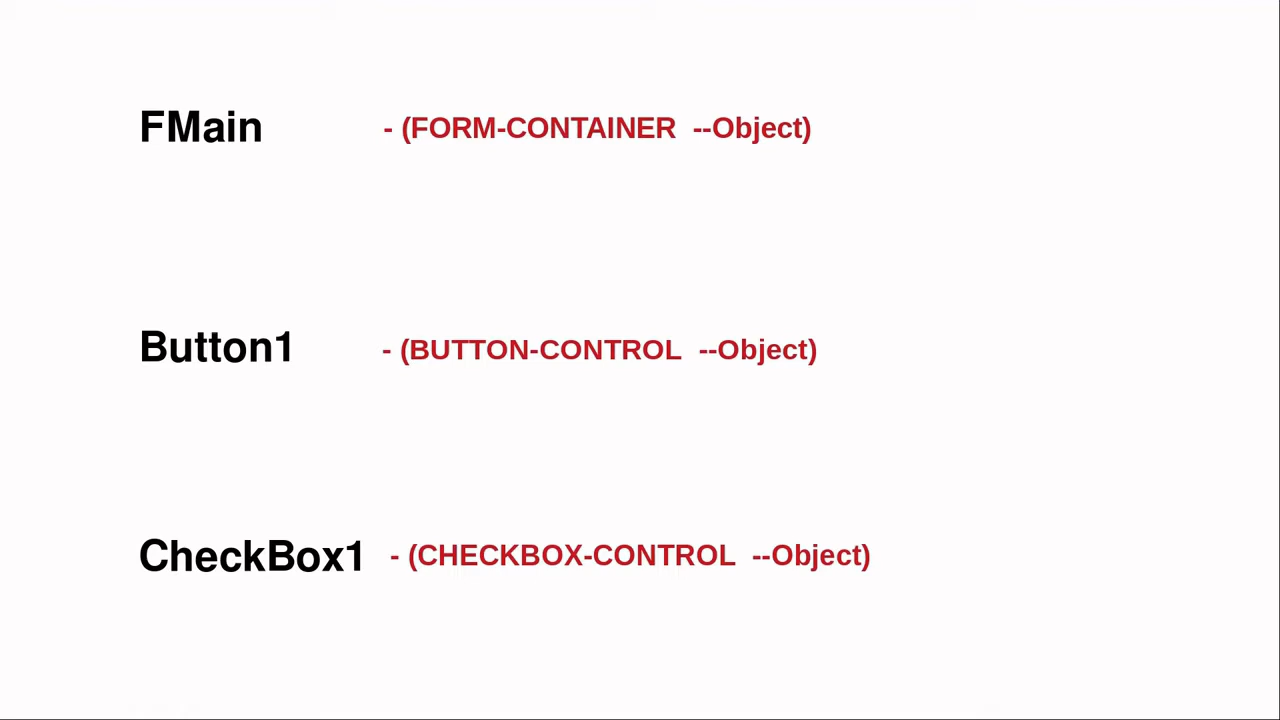 FMain - (FORM-CONTAINER --Object)
Button1 - (BUTTON-CONTROL --Object)
CheckBox1 - (CHECKBOX-CONTROL --Object)